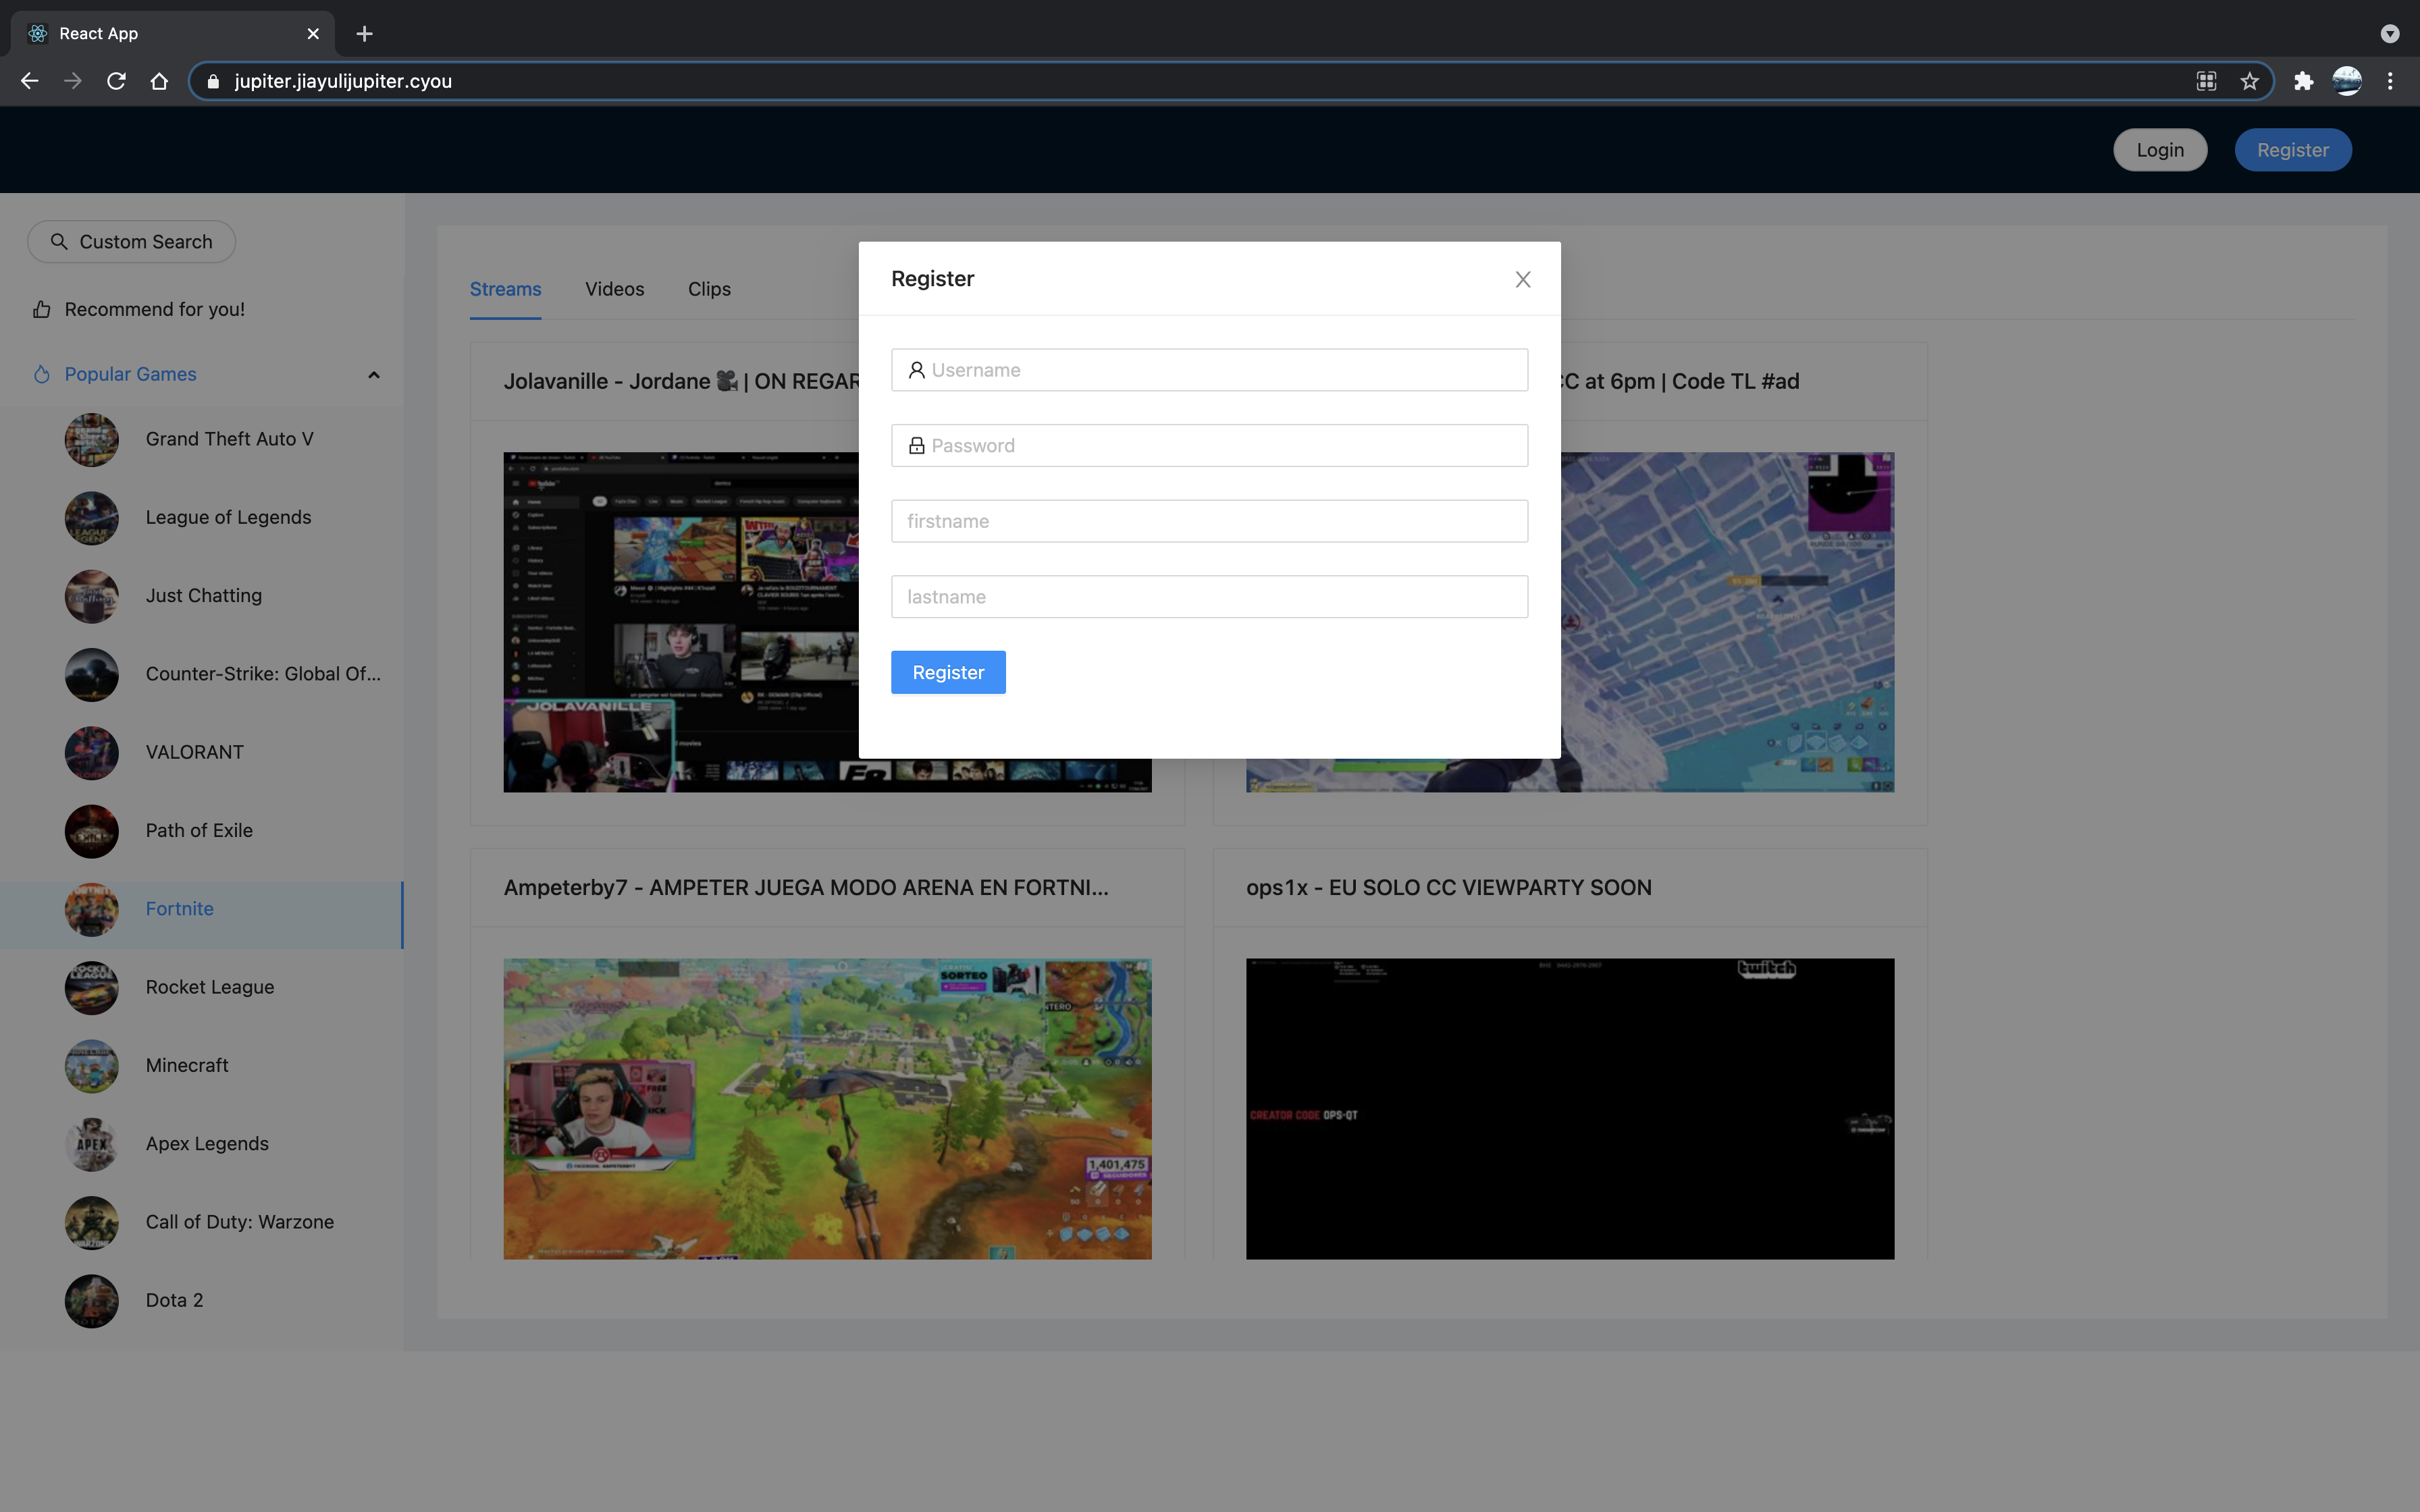 React App
jupiter.jiayulijupiter.cyou
Login
Register
Custom Search
Recommend for you!
Popular Games
Grand Theft Auto V
League of Legends
Just Chatting
Counter-Strike: Global Of...
VALORANT
Path of Exile
Fortnite
Rocket League
Minecraft
Apex Legends
Call of Duty: Warzone
Dota 2
Streams
Videos
Clips
Jolavanille - Jordane 🎥 | ON REGAR
CC at 6pm | Code TL #ad
JOLAVANILLE
Register
Username
Password
firstname
lastname
Register
Ampeterby7 - AMPETER JUEGA MODO ARENA EN FORTNI...
SORTEO
1,401,475
SEGUIDORES
ops1x - EU SOLO CC VIEWPARTY SOON
twitch
CREATOR CODE OPS-QT